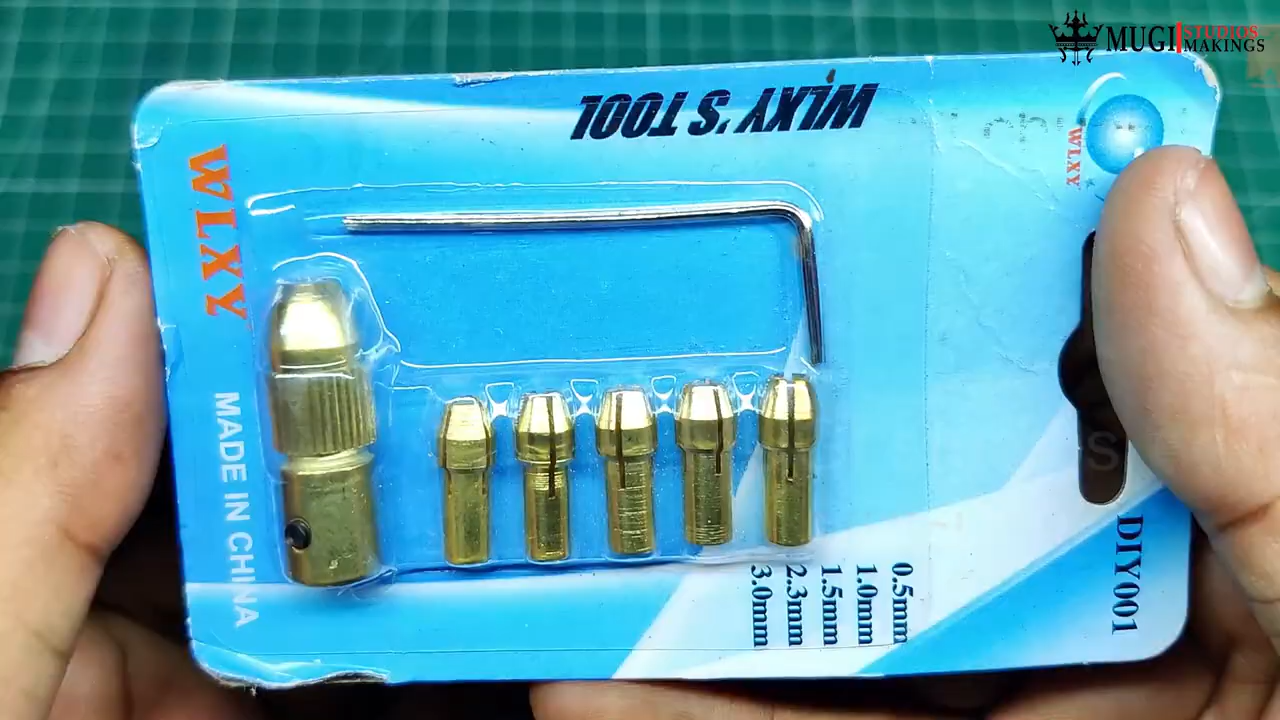 MUGI STUDIOS MAKINGS
WLXY'S TOOL
WLXY
WLXY
MADE IN CHINA
DIY001
0.5mm
1.0mm
1.5mm
2.3mm
3.0mm